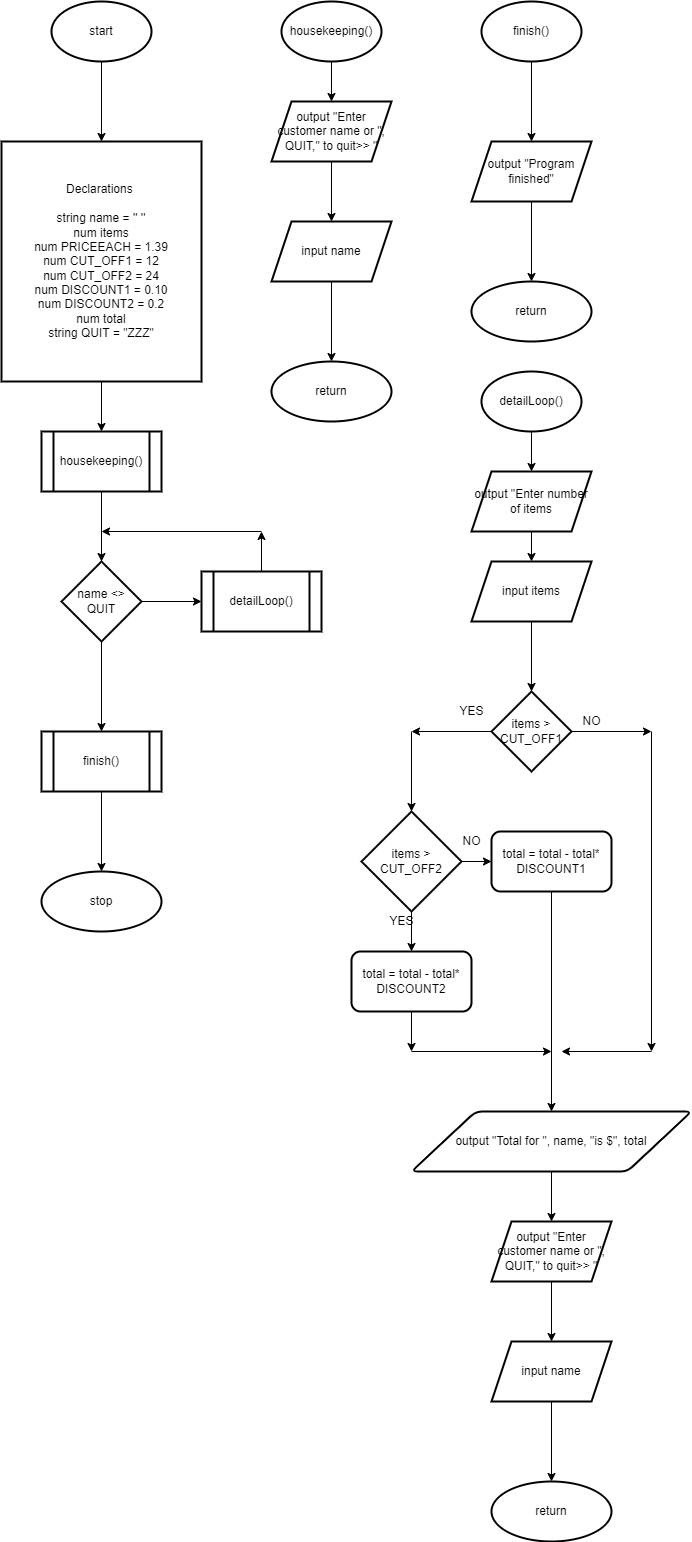 start
Declarations
string name = " "
num items
num PRICEEACH = 1.39
num CUT_OFF1 = 12
num CUT_OFF2 = 24
num DISCOUNT1 = 0.10
num DISCOUNT2 = 0.2
num total
string QUIT = "ZZZ"
housekeeping()
name <>
QUIT
detailLoop()
finish()
stop
housekeeping()
output "Enter
customer name or ",
QUIT," to quit>> "
input name
return
finish()
output "Program
finished"
return
detailLoop()
output "Enter number
of items
input items
items >
CUT_OFF1
YES
NO
items >
CUT_OFF2
NO
total = total - total*
DISCOUNT1
YES
total = total - total*
DISCOUNT2
output "Total for ", name, "is $", total
output "Enter
customer name or ",
QUIT," to quit>> "
input name
return